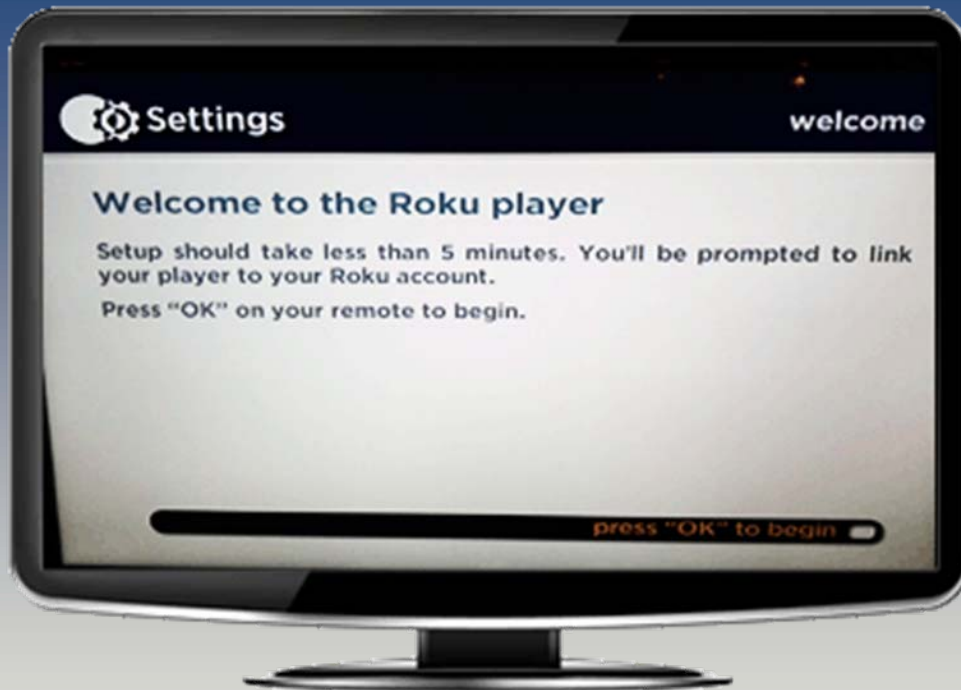 Settings
welcome
Welcome to the Roku player
Setup should take less than 5 minutes. You'll be prompted to link
your player to your Roku account.
Press “OK” on your remote to begin.
press "OK" to begin